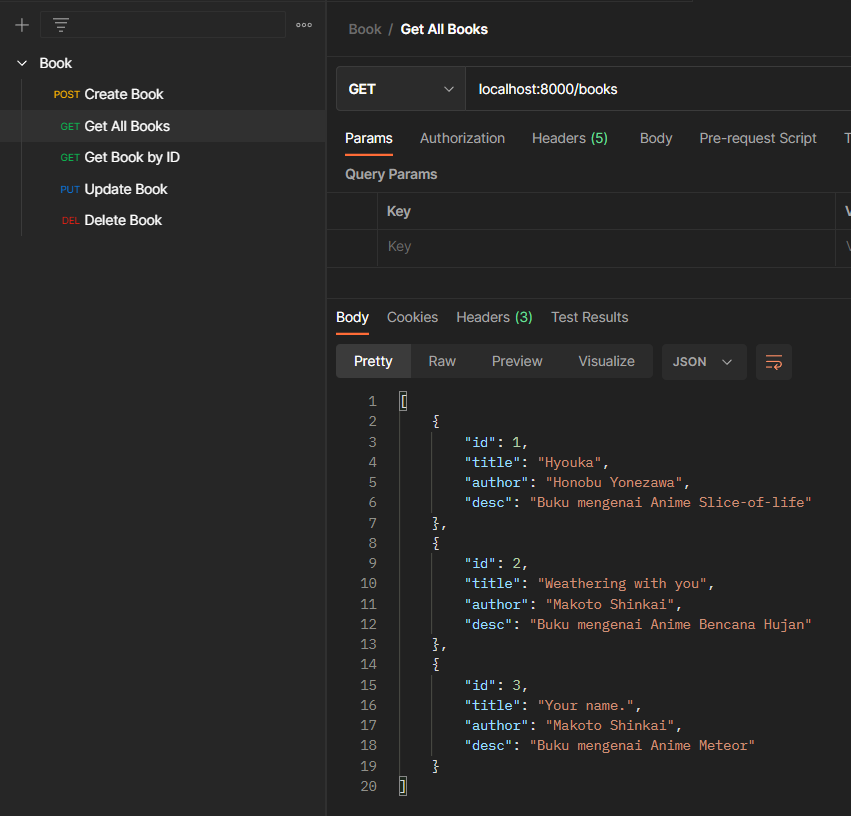 Book
POST Create Book
GET Get All Books
GET Get Book by ID
PUT Update Book
DEL Delete Book
Book / Get All Books
GET localhost:8000/books
Params Authorization Headers (5) Body Pre-request Script T
Query Params
Key
Key
Body Cookies Headers (3) Test Results
Pretty Raw Preview Visualize JSON
1 [
2 {
3 "id": 1,
4 "title": "Hyouka",
5 "author": "Honobu Yonezawa",
6 "desc": "Buku mengenai Anime Slice-of-life"
7 },
8 {
9 "id": 2,
10 "title": "Weathering with you",
11 "author": "Makoto Shinkai",
12 "desc": "Buku mengenai Anime Bencana Hujan"
13 },
14 {
15 "id": 3,
16 "title": "Your name.",
17 "author": "Makoto Shinkai",
18 "desc": "Buku mengenai Anime Meteor"
19 }
20 ]